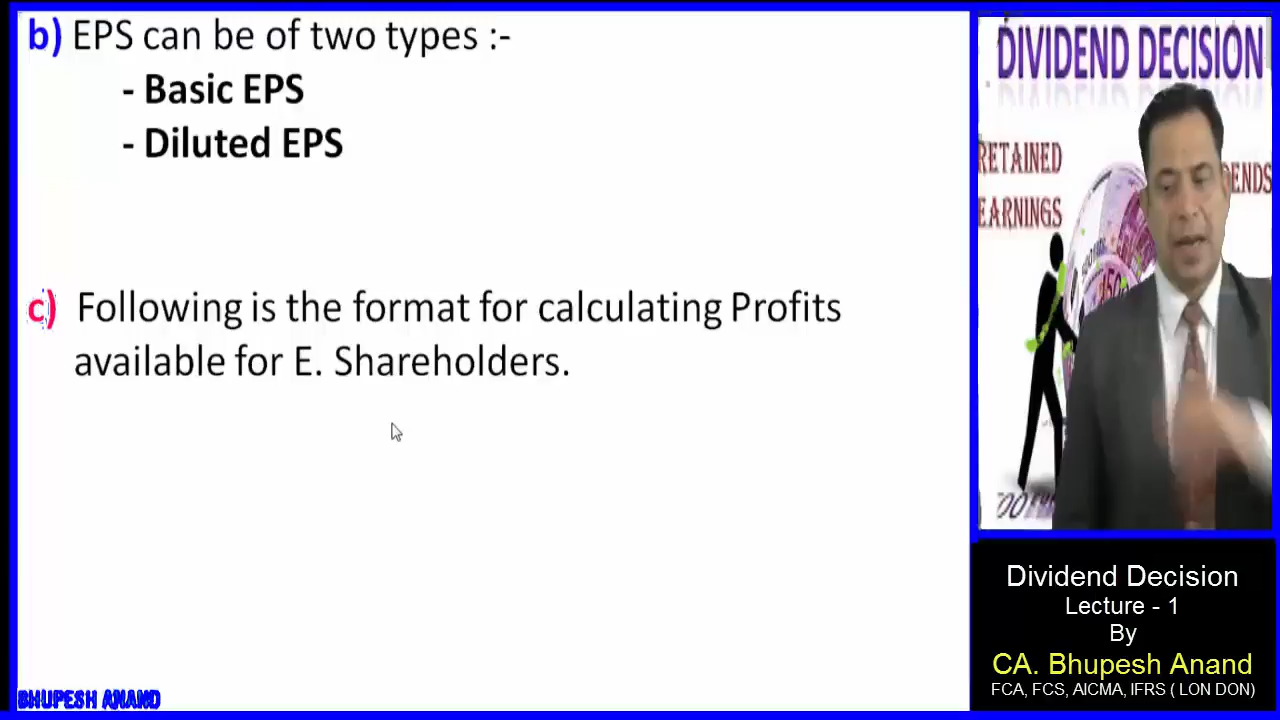 b) EPS can be of two types :-
- Basic EPS
- Diluted EPS
c) Following is the format for calculating Profits
available for E. Shareholders.
BHUPESH ANAND
DIVIDEND DECISION
RETAINED
EARNINGS
Dividend Decision
Lecture - 1
By
CA. Bhupesh Anand
FCA, FCS, AICMA, IFRS ( LON DON)